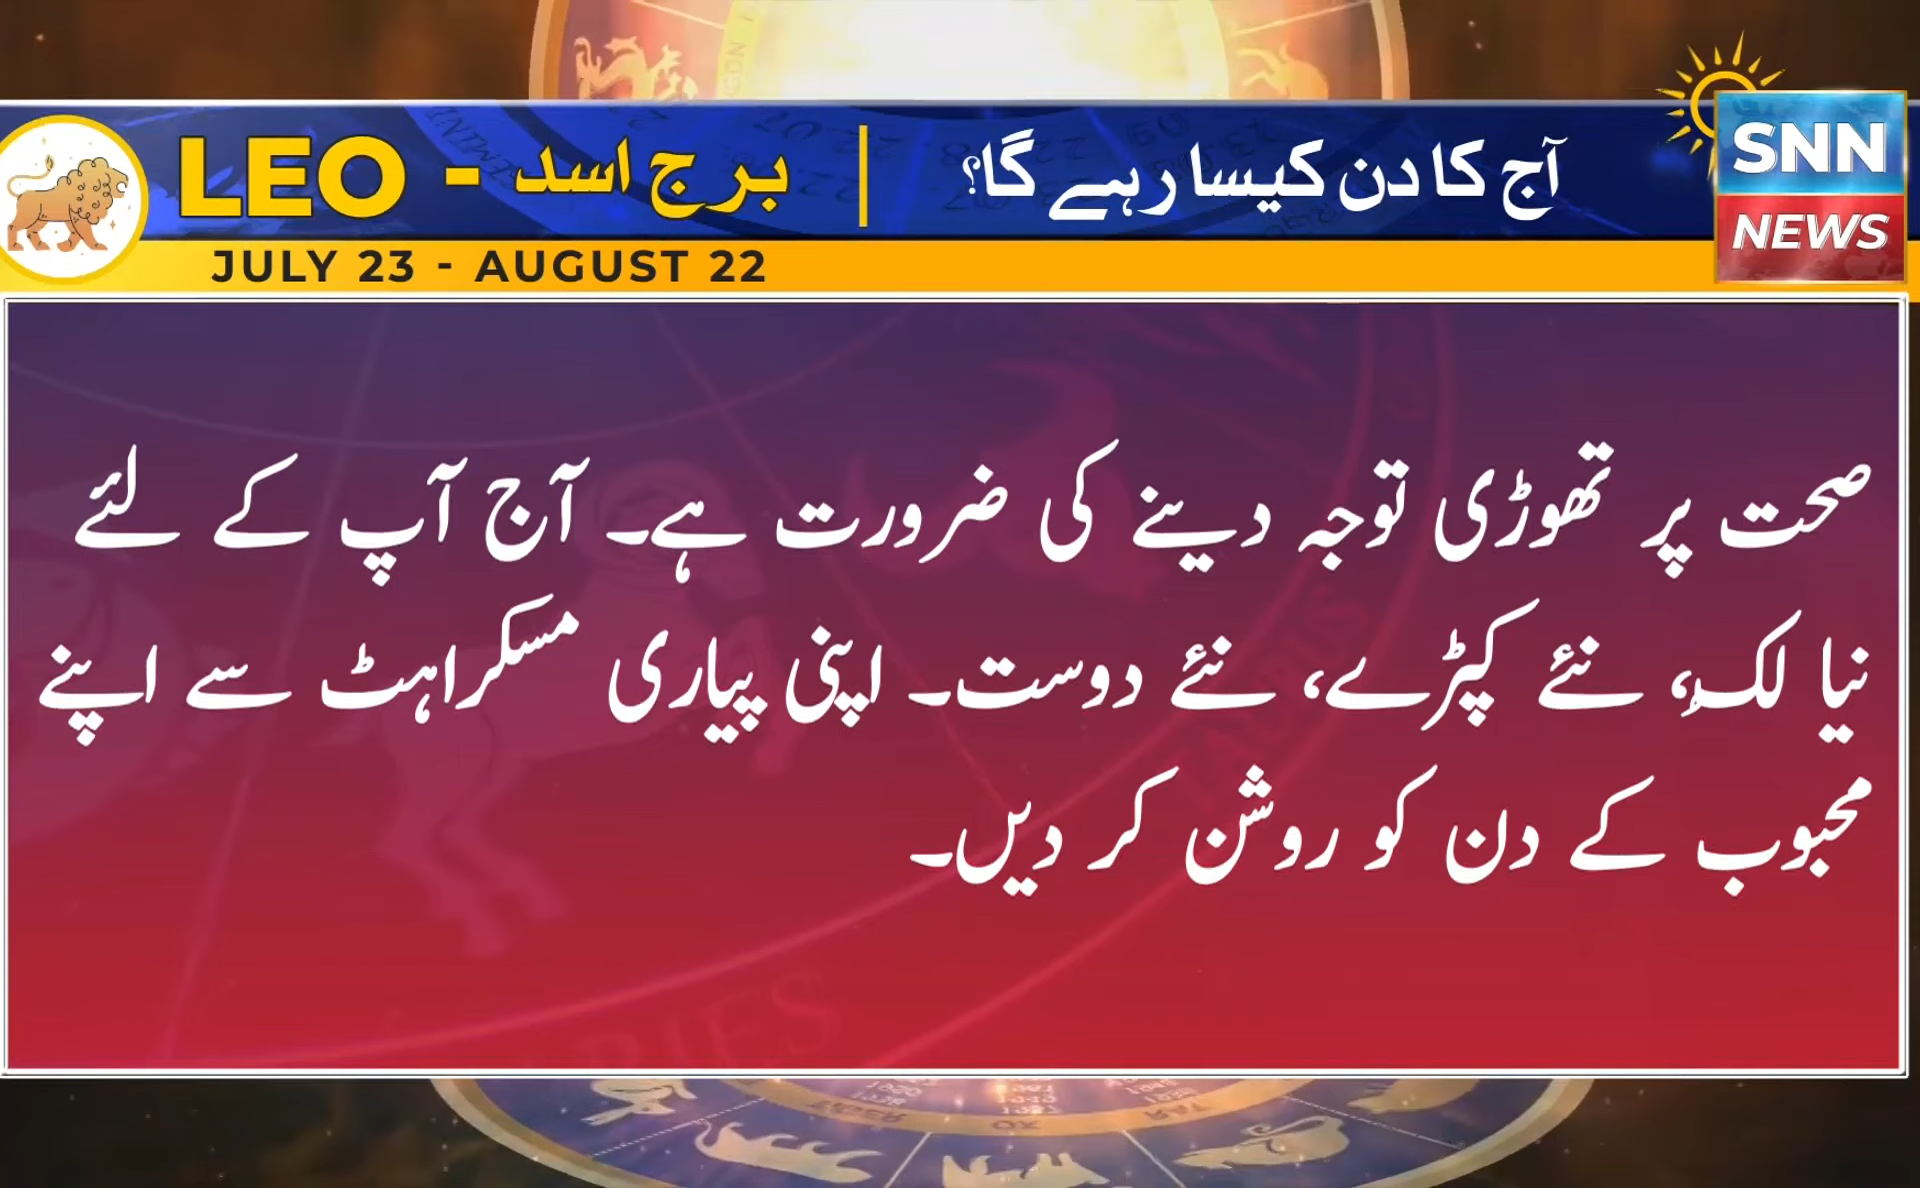 LEO - برج اسد | آج کا دن کیسا رہے گا؟
SNN
NEWS
JULY 23 - AUGUST 22
صحت پر تھوڑی توجہ دینے کی ضرورت ہے۔ آج آپ کے لئے
نیا لُک، نئے کپڑے، نئے دوست۔ اپنی پیاری مسکراہٹ سے اپنے
محبوب کے دن کو روشن کر دیں۔
ARIES
TAURUS